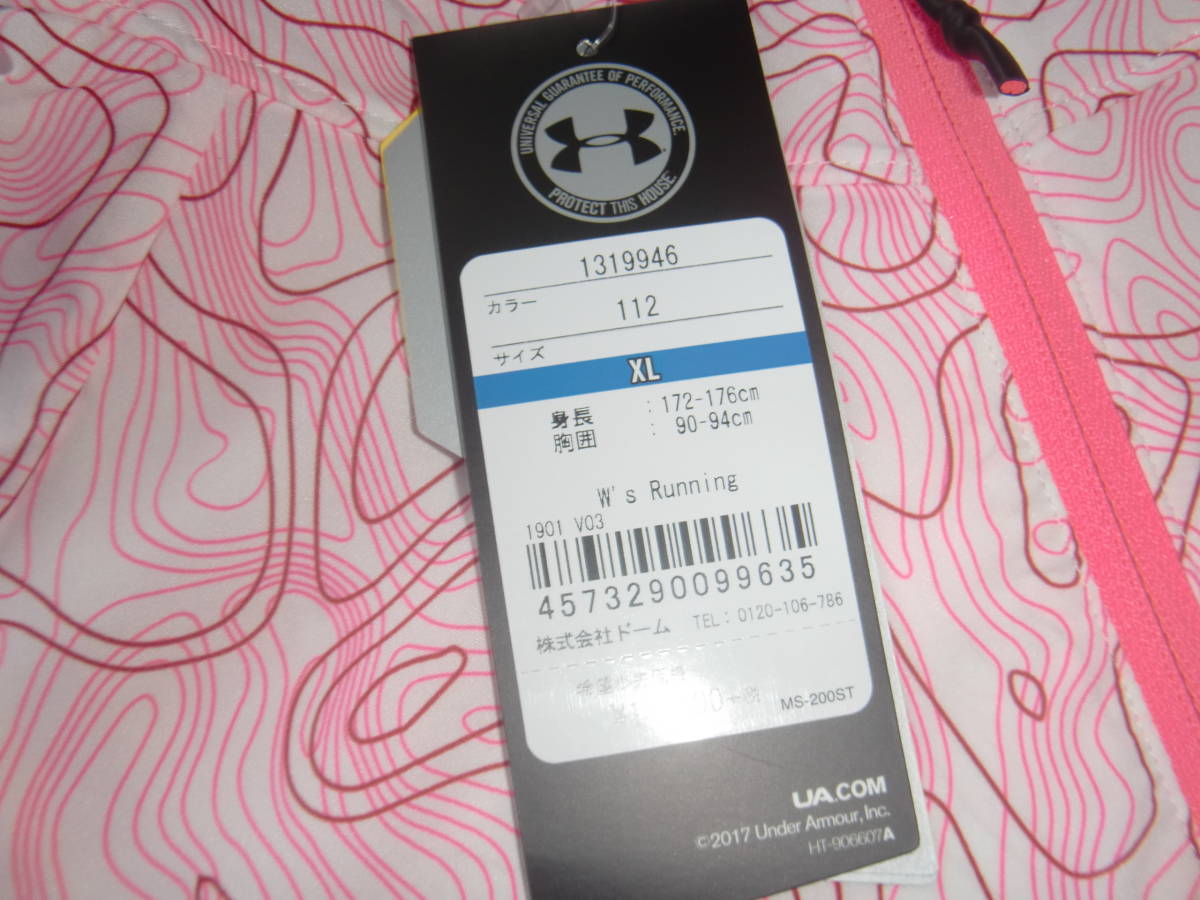 UNIVERSAL GUARANTEE OF PERFORMANCE.
PROTECT THIS HOUSE.
1319946
カラー
112
サイズ
XL
身長 : 172-176cm
胸囲 : 90-94cm
W's Running
1901 V03
4573290099635
株式会社ドーム TEL: 0120-106-786
MS-200ST
UA.COM
©2017 Under Armour, Inc.
HT-906607A